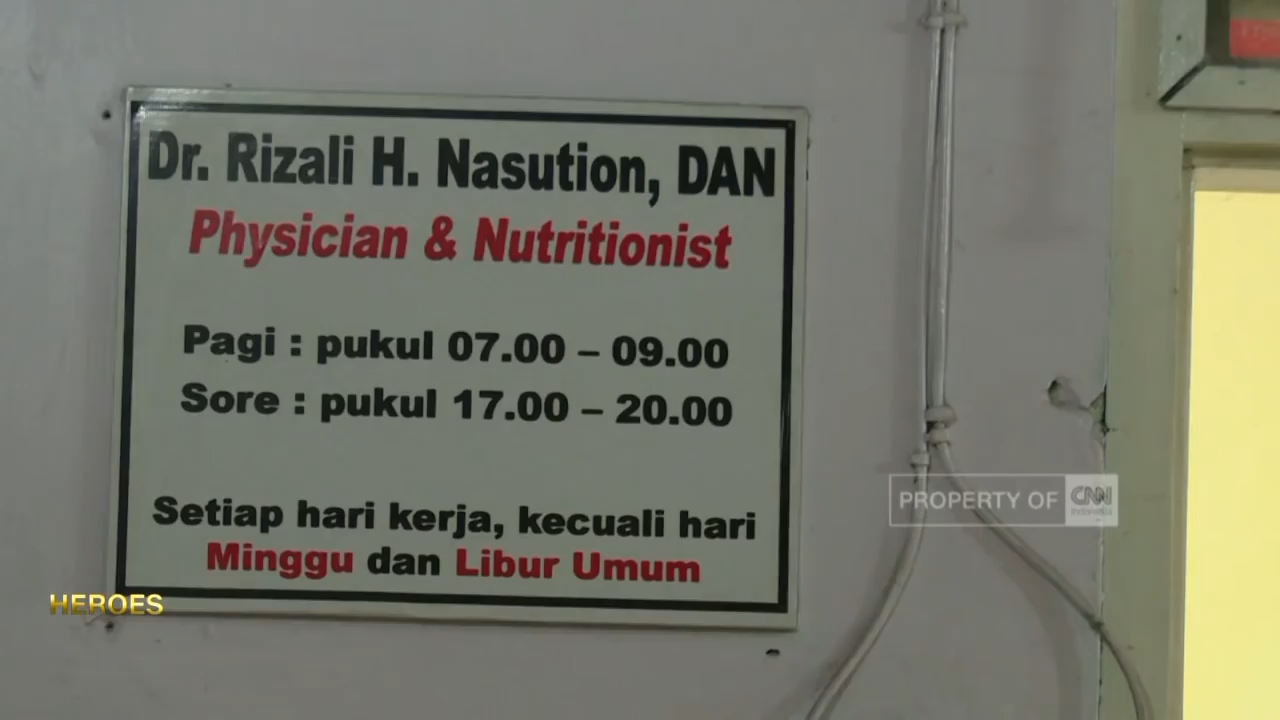 Dr. Rizali H. Nasution, DAN
Physician & Nutritionist
Pagi : pukul 07.00 – 09.00
Sore : pukul 17.00 – 20.00
Setiap hari kerja, kecuali hari
Minggu dan Libur Umum
PROPERTY OF CNN Indonesia
HEROES